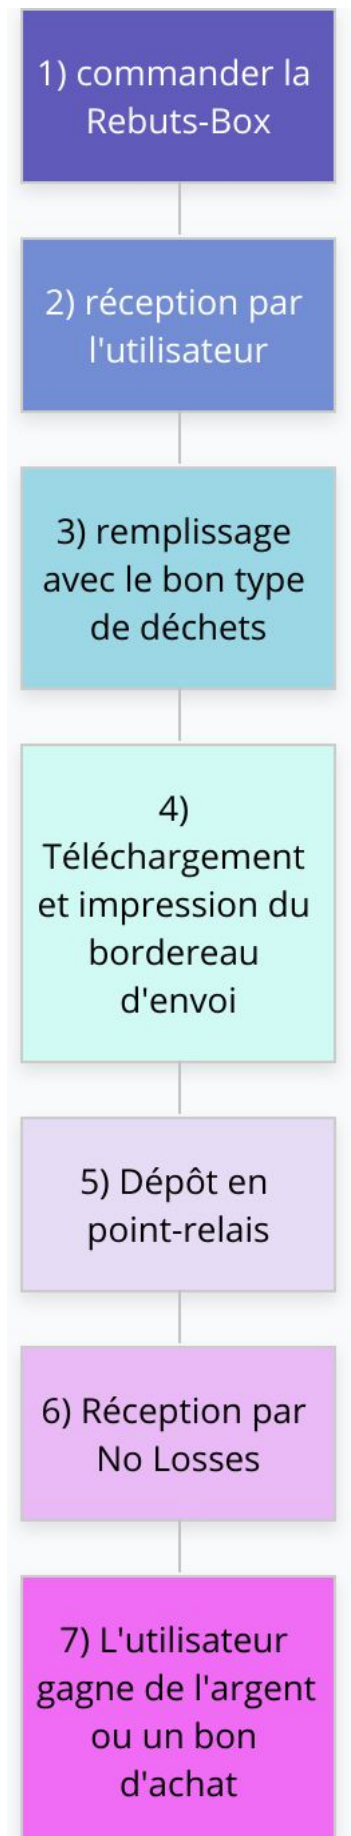 1) commander la
Rebuts-Box
2) réception par
l'utilisateur
3) remplissage
avec le bon type
de déchets
4)
Téléchargement
et impression du
bordereau
d'envoi
5) Dépôt en
point-relais
6) Réception par
No Losses
7) L'utilisateur
gagne de l'argent
ou un bon
d'achat